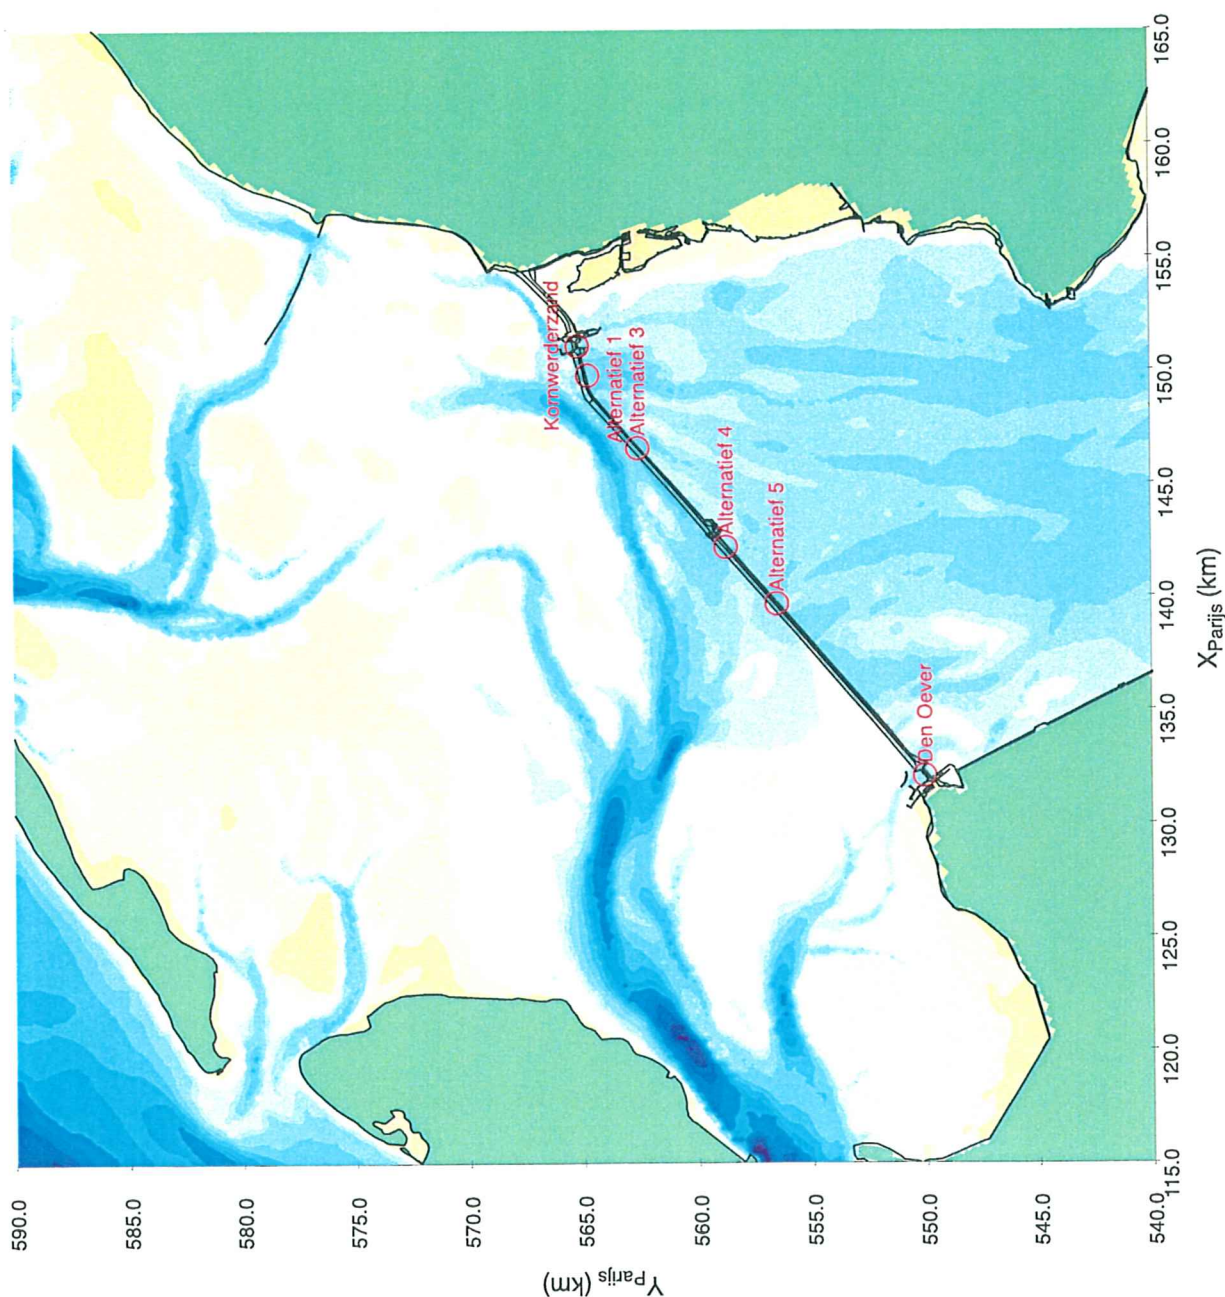 590.0
585.0
580.0
575.0
570.0
565.0
560.0
555.0
550.0
545.0
540.0
Y Parijs (km)
115.0
120.0
125.0
130.0
135.0
140.0
145.0
150.0
155.0
160.0
165.0
X Parijs (km)
Kornwerderzand
Alternatief 1
Alternatief 3
Alternatief 4
Alternatief 5
Den Oever